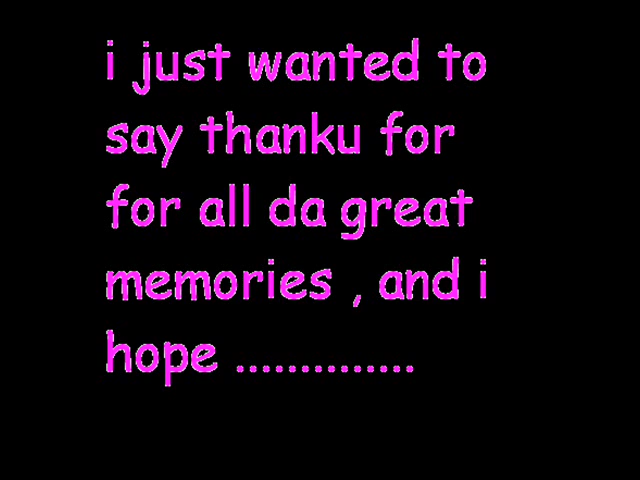 i just wanted to
say thanku for
for all da great
memories , and i
hope ..............